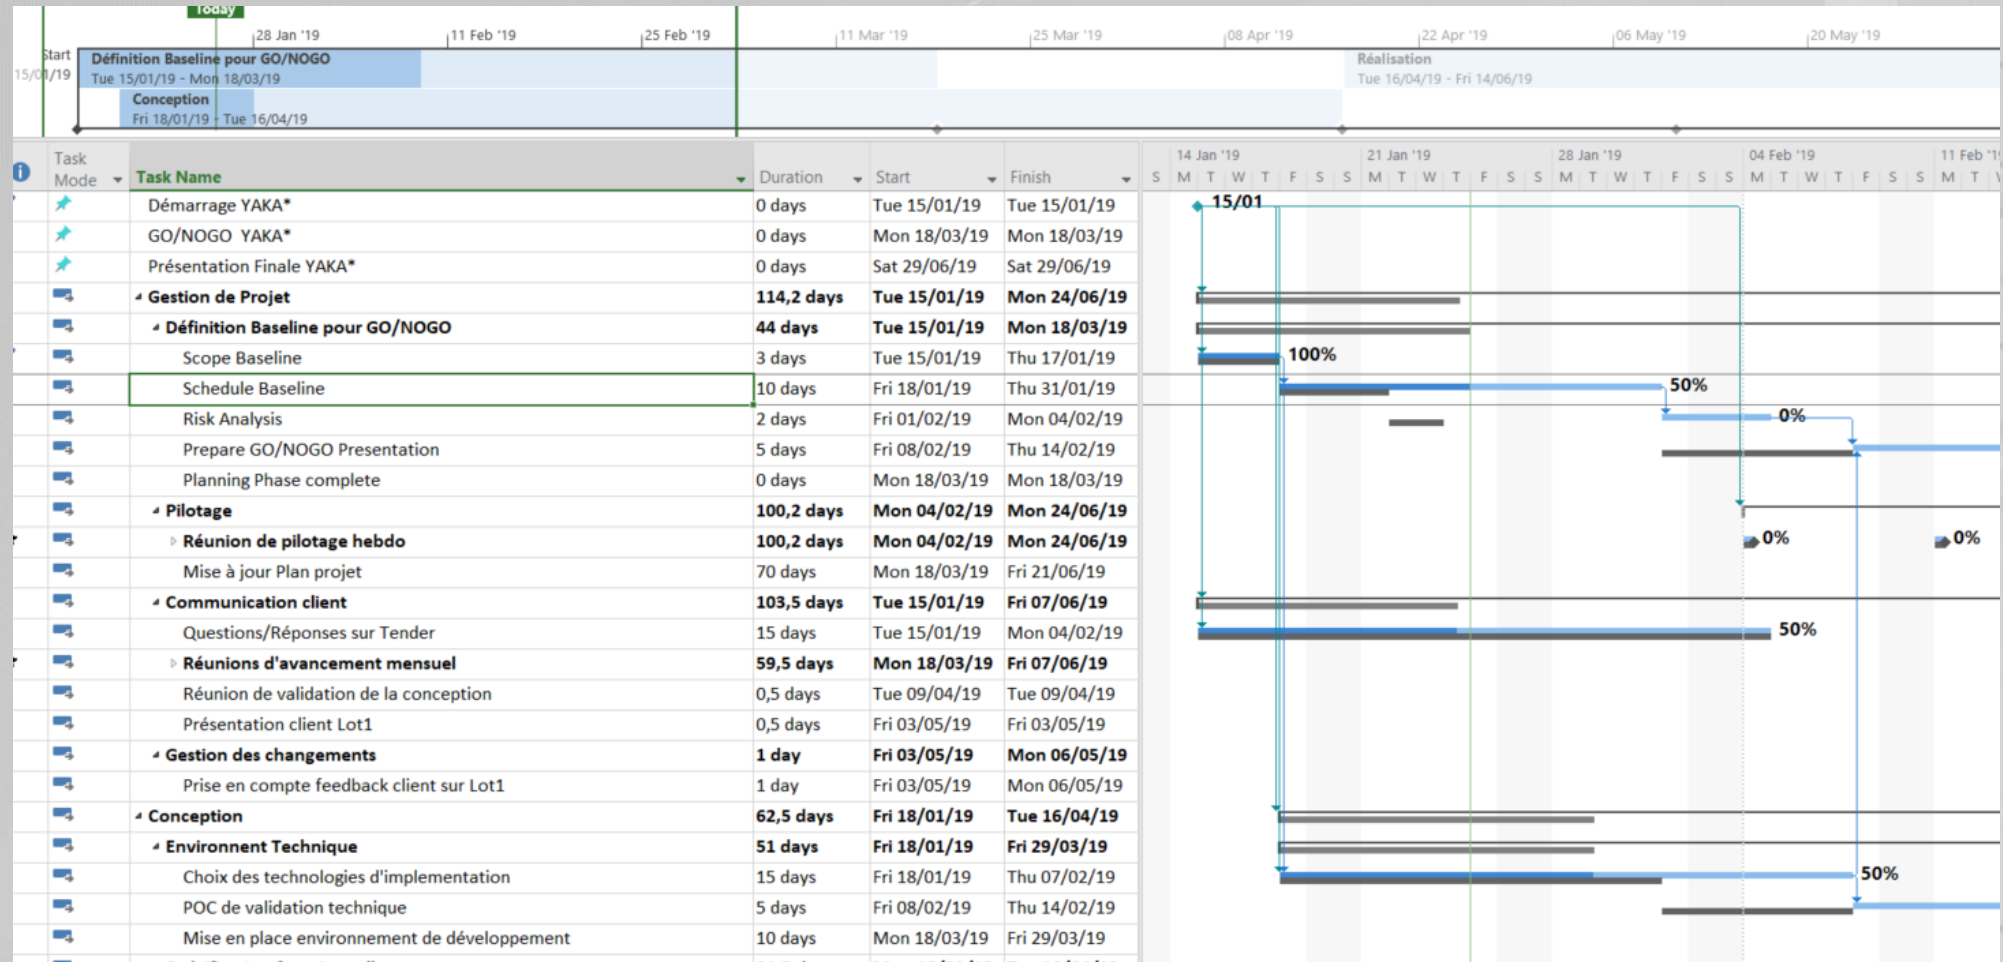 Today
28 Jan '19 11 Feb '19 25 Feb '19 11 Mar '19 25 Mar '19 08 Apr '19 22 Apr '19 06 May '19 20 May '19
Start
15/01/19
Définition Baseline pour GO/NOGO
Tue 15/01/19 - Mon 18/03/19
Réalisation
Tue 16/04/19 - Fri 14/06/19
Conception
Fri 18/01/19 - Tue 16/04/19
Task Mode Task Name Duration Start Finish
14 Jan '19 21 Jan '19 28 Jan '19 04 Feb '19 11 Feb '19
S M T W T F S S M T W T F S S M T W T F S S M T W T F S S M T
Démarrage YAKA* 0 days Tue 15/01/19 Tue 15/01/19 15/01
GO/NOGO YAKA* 0 days Mon 18/03/19 Mon 18/03/19
Présentation Finale YAKA* 0 days Sat 29/06/19 Sat 29/06/19
Gestion de Projet 114,2 days Tue 15/01/19 Mon 24/06/19
Définition Baseline pour GO/NOGO 44 days Tue 15/01/19 Mon 18/03/19
Scope Baseline 3 days Tue 15/01/19 Thu 17/01/19 100%
Schedule Baseline 10 days Fri 18/01/19 Thu 31/01/19 50%
Risk Analysis 2 days Fri 01/02/19 Mon 04/02/19 0%
Prepare GO/NOGO Presentation 5 days Fri 08/02/19 Thu 14/02/19
Planning Phase complete 0 days Mon 18/03/19 Mon 18/03/19
Pilotage 100,2 days Mon 04/02/19 Mon 24/06/19
Réunion de pilotage hebdo 100,2 days Mon 04/02/19 Mon 24/06/19 0% 0%
Mise à jour Plan projet 70 days Mon 18/03/19 Fri 21/06/19
Communication client 103,5 days Tue 15/01/19 Fri 07/06/19
Questions/Réponses sur Tender 15 days Tue 15/01/19 Mon 04/02/19 50%
Réunions d'avancement mensuel 59,5 days Mon 18/03/19 Fri 07/06/19
Réunion de validation de la conception 0,5 days Tue 09/04/19 Tue 09/04/19
Présentation client Lot1 0,5 days Fri 03/05/19 Fri 03/05/19
Gestion des changements 1 day Fri 03/05/19 Mon 06/05/19
Prise en compte feedback client sur Lot1 1 day Fri 03/05/19 Mon 06/05/19
Conception 62,5 days Fri 18/01/19 Tue 16/04/19
Environnent Technique 51 days Fri 18/01/19 Fri 29/03/19
Choix des technologies d'implementation 15 days Fri 18/01/19 Thu 07/02/19 50%
POC de validation technique 5 days Fri 08/02/19 Thu 14/02/19
Mise en place environnement de développement 10 days Mon 18/03/19 Fri 29/03/19